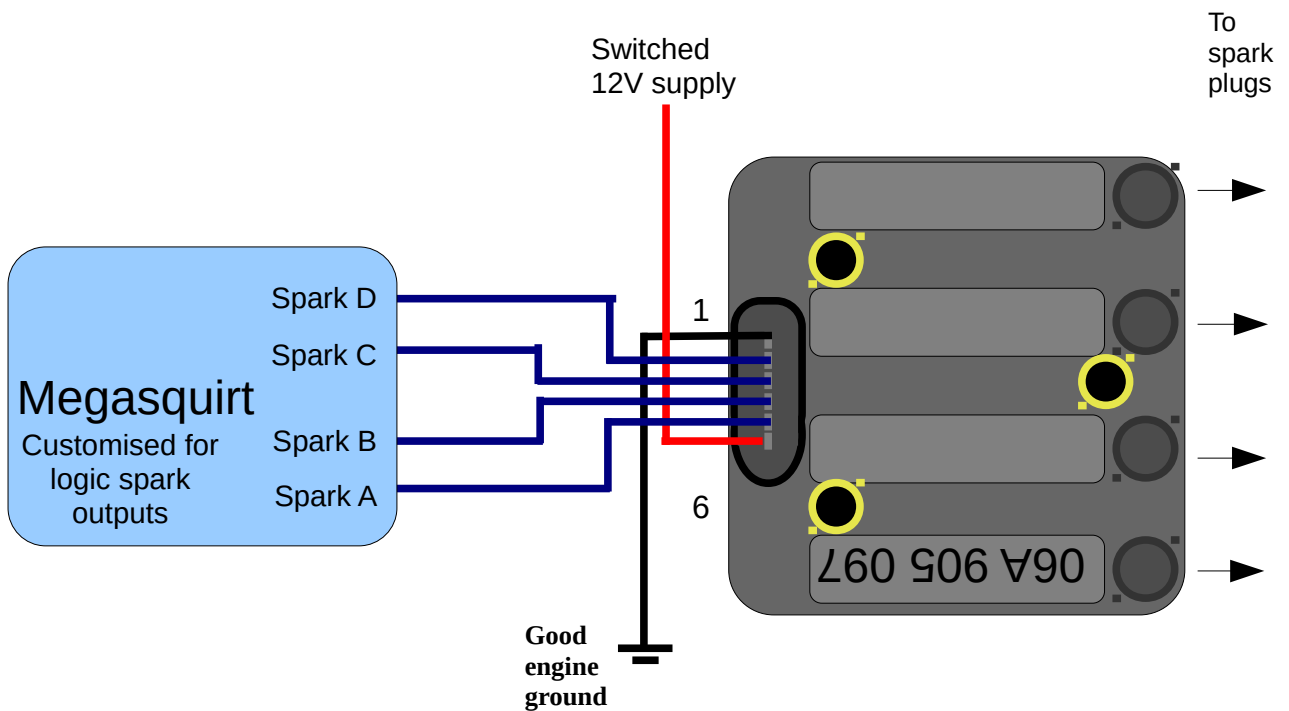 To
spark
plugs
Switched
12V supply
Spark D
1
Spark C
Megasquirt
Customised for
logic spark
outputs
Spark B
Spark A
6
06A 905 097
Good
engine
ground